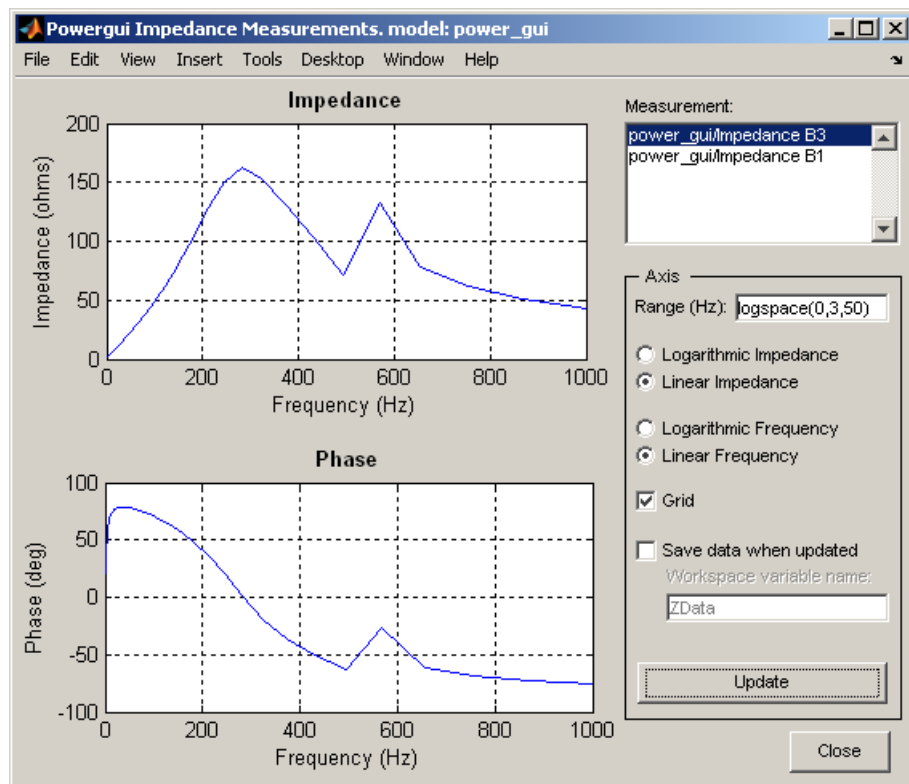 Powergui Impedance Measurements. model: power_gui
File Edit View Insert Tools Desktop Window Help
Impedance
200
150
100
50
0
Impedance (ohms)
0 200 400 600 800 1000
Frequency (Hz)
Phase
100
50
0
-50
-100
Phase (deg)
0 200 400 600 800 1000
Frequency (Hz)
Measurement:
power_gui/Impedance B3
power_gui/Impedance B1
Axis
Range (Hz): logspace(0,3,50)
Logarithmic Impedance
Linear Impedance
Logarithmic Frequency
Linear Frequency
Grid
Save data when updated
Workspace variable name:
ZData
Update
Close